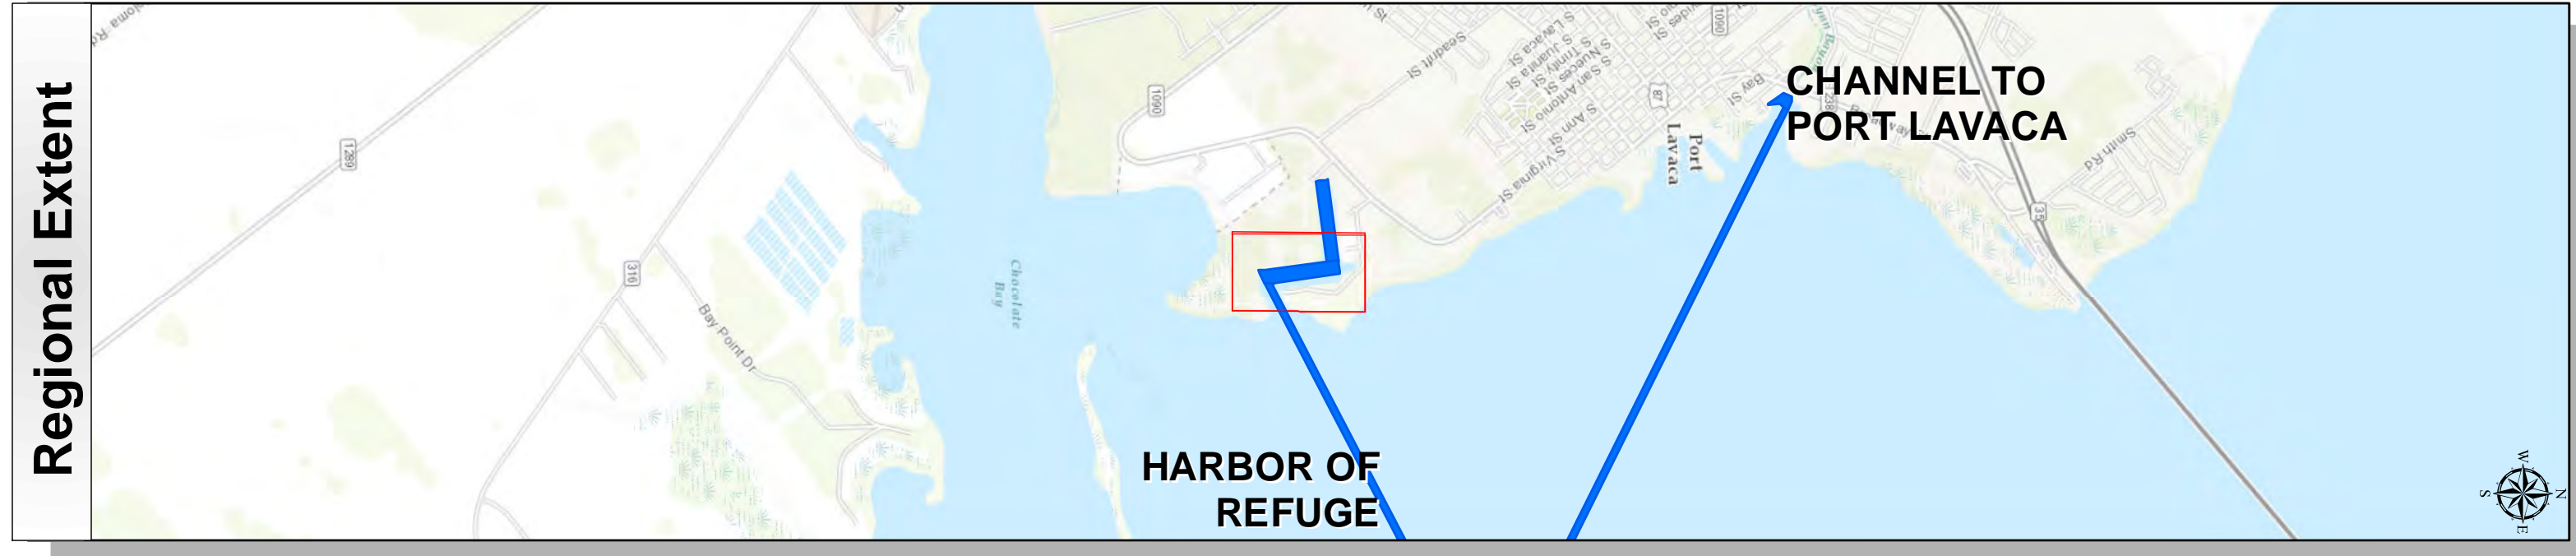 Regional Extent
CHANNEL TO
PORT LAVACA
HARBOR OF
REFUGE
1289
316
Bay Point Dr
Chocolate
Bay
1090
Seadrift St
S Virginia St
S Ann St
San Antonio St
S Nueces St
S Trinity St
S Juanita St
S Lavaca St
87
Bay St
1090
Port
Lavaca
Smith Rd
35
W
N
E
S